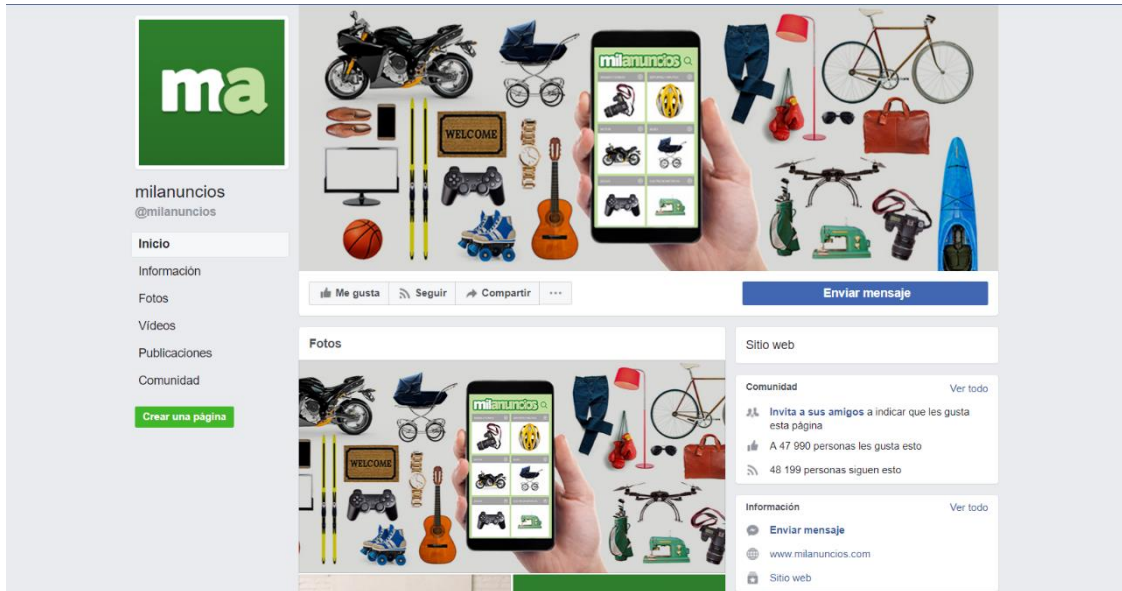 ma
milanuncios
@milanuncios
Inicio
Información
Fotos
Vídeos
Publicaciones
Comunidad
Crear una página
milanuncios
WELCOME
Me gusta
Seguir
Compartir
...
Enviar mensaje
Fotos
milanuncios
WELCOME
Sitio web
Comunidad
Ver todo
Invita a sus amigos a indicar que les gusta
esta página
A 47 990 personas les gusta esto
48 199 personas siguen esto
Información
Ver todo
Enviar mensaje
www.milanuncios.com
Sitio web